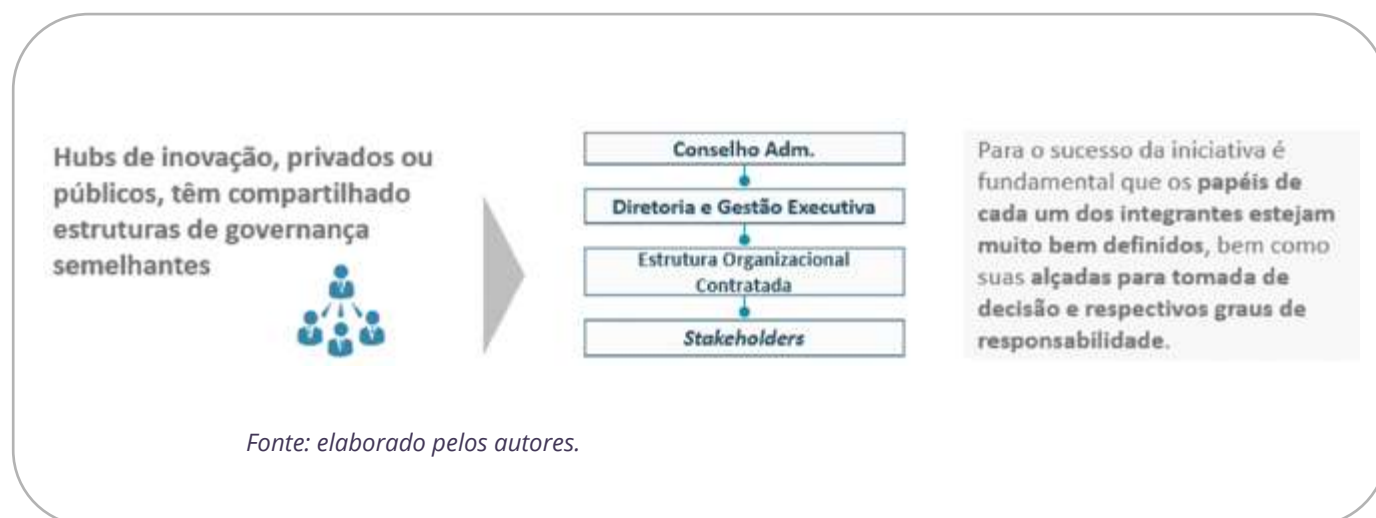 Hubs de inovação, privados ou
públicos, têm compartilhado
estruturas de governança
semelhantes
Conselho Adm.
Diretoria e Gestão Executiva
Estrutura Organizacional
Contratada
Stakeholders
Para o sucesso da iniciativa é
fundamental que os papéis de
cada um dos integrantes estejam
muito bem definidos, bem como
suas alçadas para tomada de
decisão e respectivos graus de
responsabilidade.
Fonte: elaborado pelos autores.